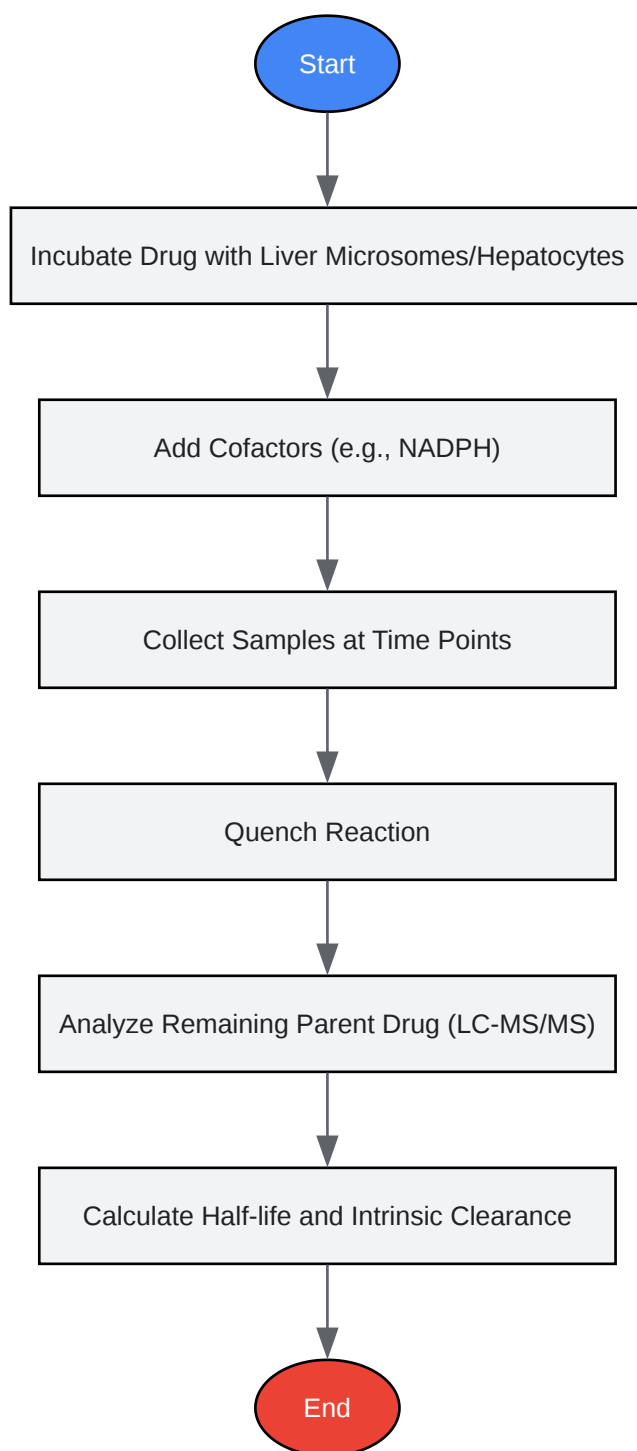 Start
Incubate Drug with Liver Microsomes/Hepatocytes
Add Cofactors (e.g., NADPH)
Collect Samples at Time Points
Quench Reaction
Analyze Remaining Parent Drug (LC-MS/MS)
Calculate Half-life and Intrinsic Clearance
End